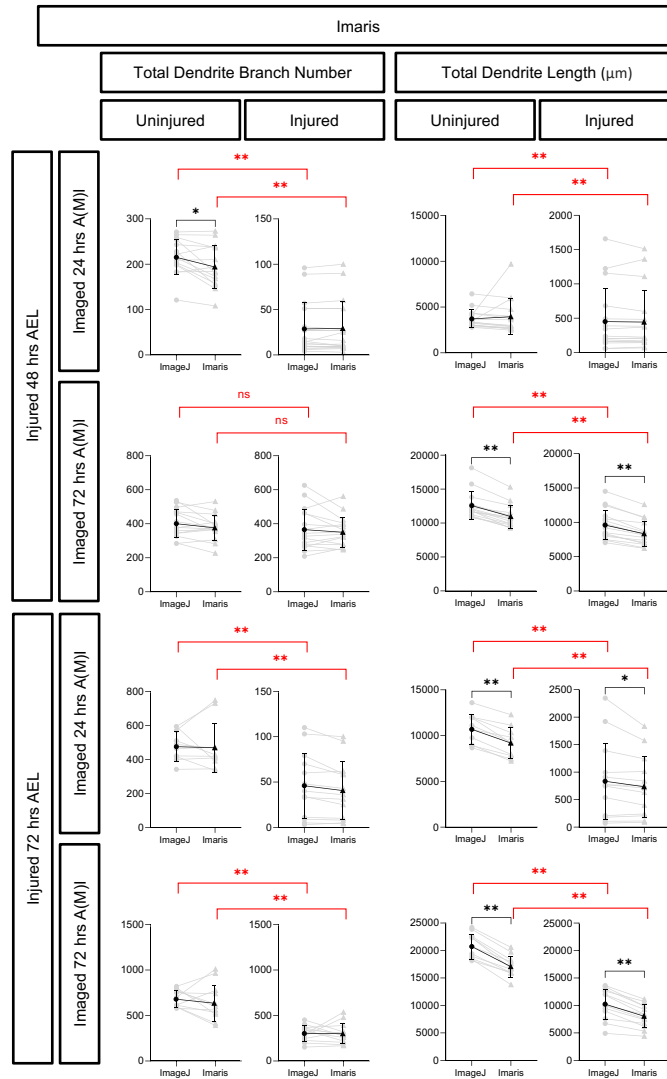 Imaris
Total Dendrite Branch Number
Total Dendrite Length (μm)
Uninjured
Injured
Uninjured
Injured
Injured 48 hrs AEL
Imaged 24 hrs A(M)I
** ** ** **
*
300
200
100
0
ImageJ Imaris
150
100
50
0
ImageJ Imaris
15000
10000
5000
0
ImageJ Imaris
2000
1500
1000
500
0
ImageJ Imaris
Imaged 72 hrs A(M)I
ns ns ** **
800
600
400
200
0
ImageJ Imaris
800
600
400
200
0
ImageJ Imaris
**
20000
15000
10000
5000
0
ImageJ Imaris
**
20000
15000
10000
5000
0
ImageJ Imaris
Injured 72 hrs AEL
Imaged 24 hrs A(M)I
** ** ** **
800
600
400
200
0
ImageJ Imaris
150
100
50
0
ImageJ Imaris
**
15000
10000
5000
0
ImageJ Imaris
*
2500
2000
1500
1000
500
0
ImageJ Imaris
Imaged 72 hrs A(M)I
** ** ** **
1500
1000
500
0
ImageJ Imaris
1500
1000
500
0
ImageJ Imaris
**
25000
20000
15000
10000
5000
0
ImageJ Imaris
**
25000
20000
15000
10000
5000
0
ImageJ Imaris